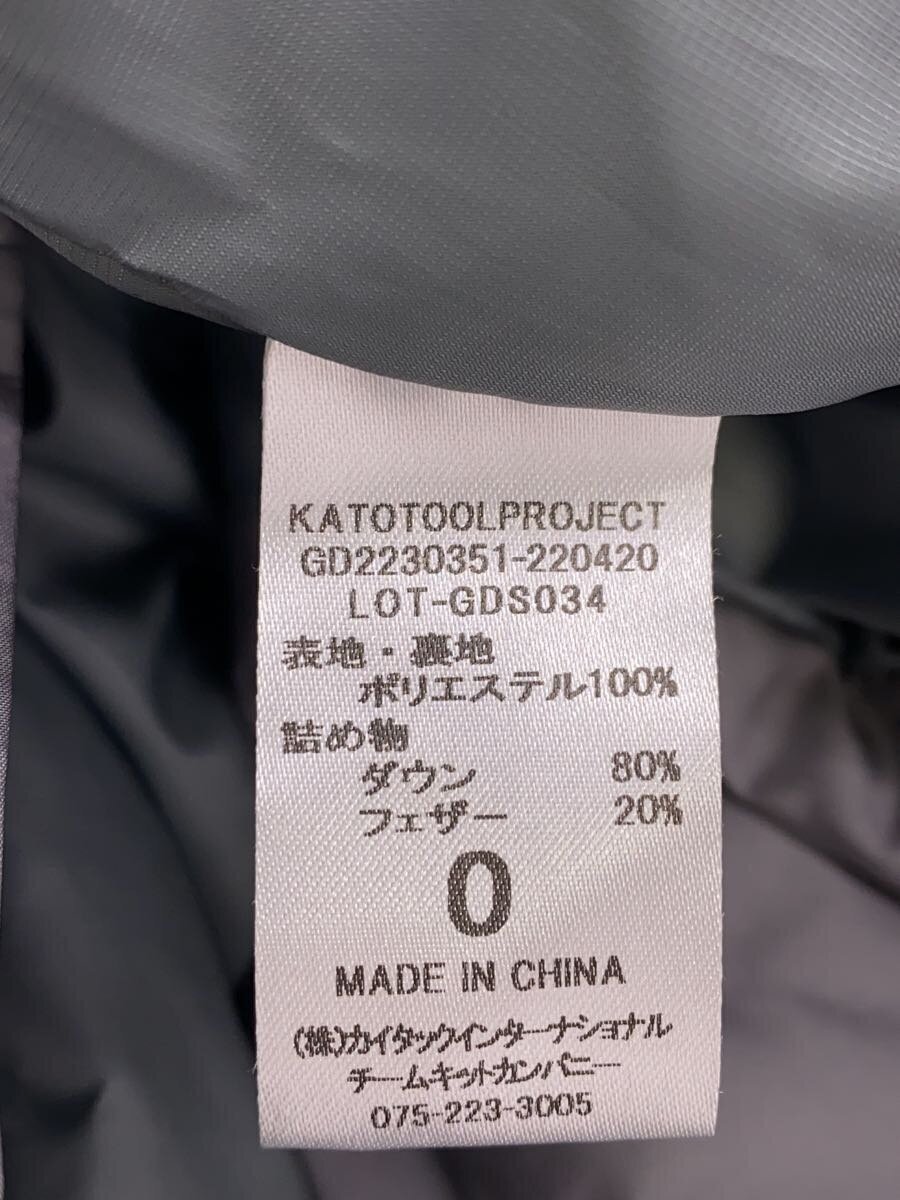 KATOTOOLPROJECT
GD2230351-220420
LOT-GDS034
表地・裏地
ポリエステル100%
詰め物
ダウン 80%
フェザー 20%
0
MADE IN CHINA
(株)カイタックインターナショナル
チームキットカンパニー
075-223-3005